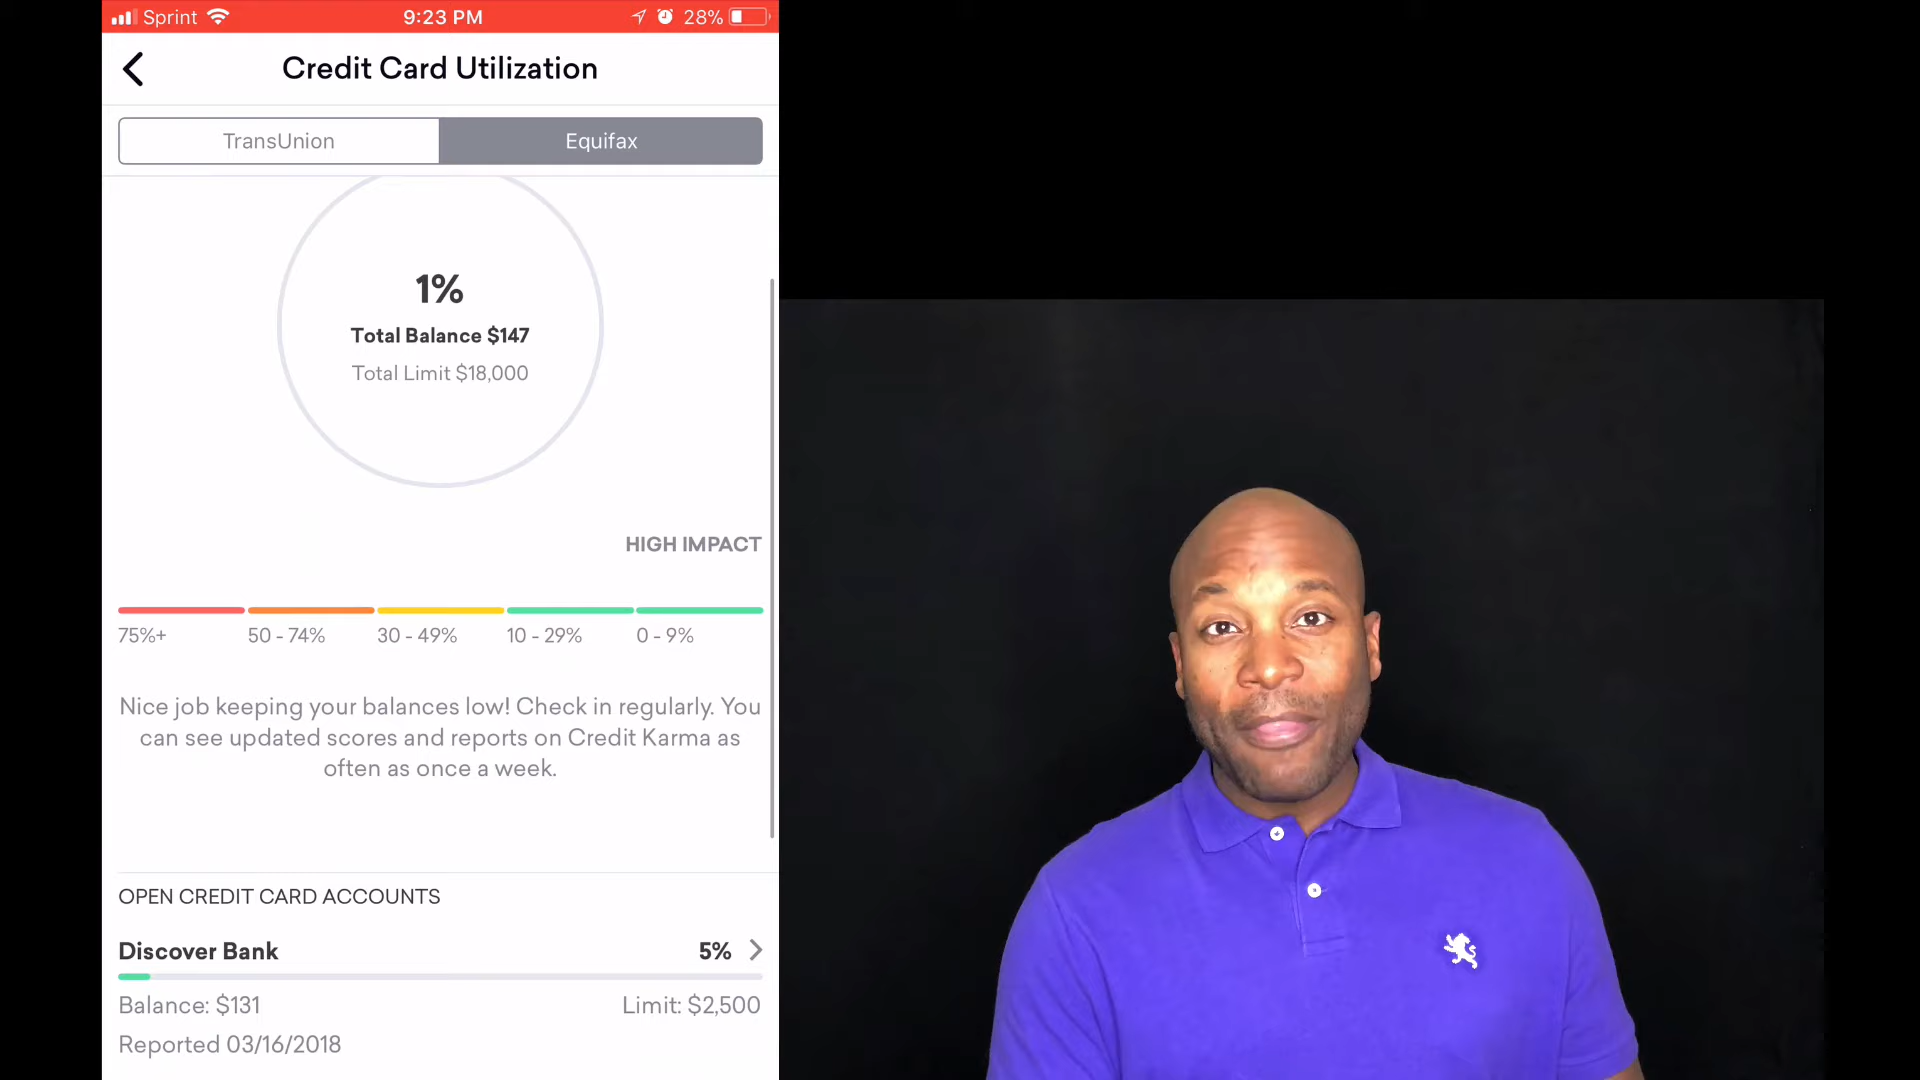 Sprint 9:23 PM 28%
Credit Card Utilization
TransUnion Equifax
1%
Total Balance $147
Total Limit $18,000
HIGH IMPACT
75%+ 50 - 74% 30 - 49% 10 - 29% 0 - 9%
Nice job keeping your balances low! Check in regularly. You
can see updated scores and reports on Credit Karma as
often as once a week.
OPEN CREDIT CARD ACCOUNTS
Discover Bank 5%
Balance: $131 Limit: $2,500
Reported 03/16/2018